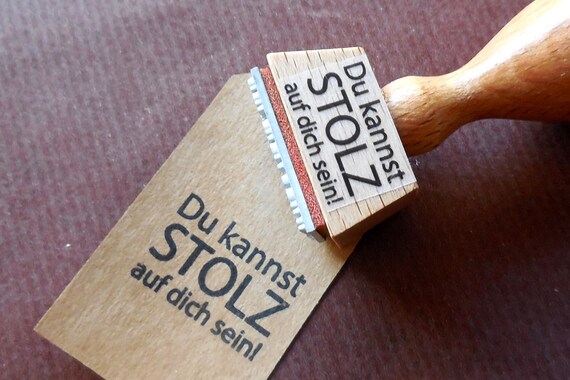 Du kannst
STOLZ
auf dich sein!
Du kannst
STOLZ
auf dich sein!